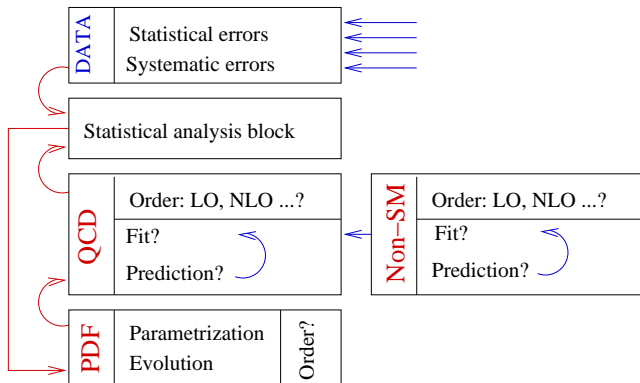 DATA
Statistical errors
Systematic errors
Statistical analysis block
QCD
Order: LO, NLO ...?
Fit?
Prediction?
Non−SM
Order: LO, NLO ...?
Fit?
Prediction?
PDF
Parametrization
Evolution
Order?